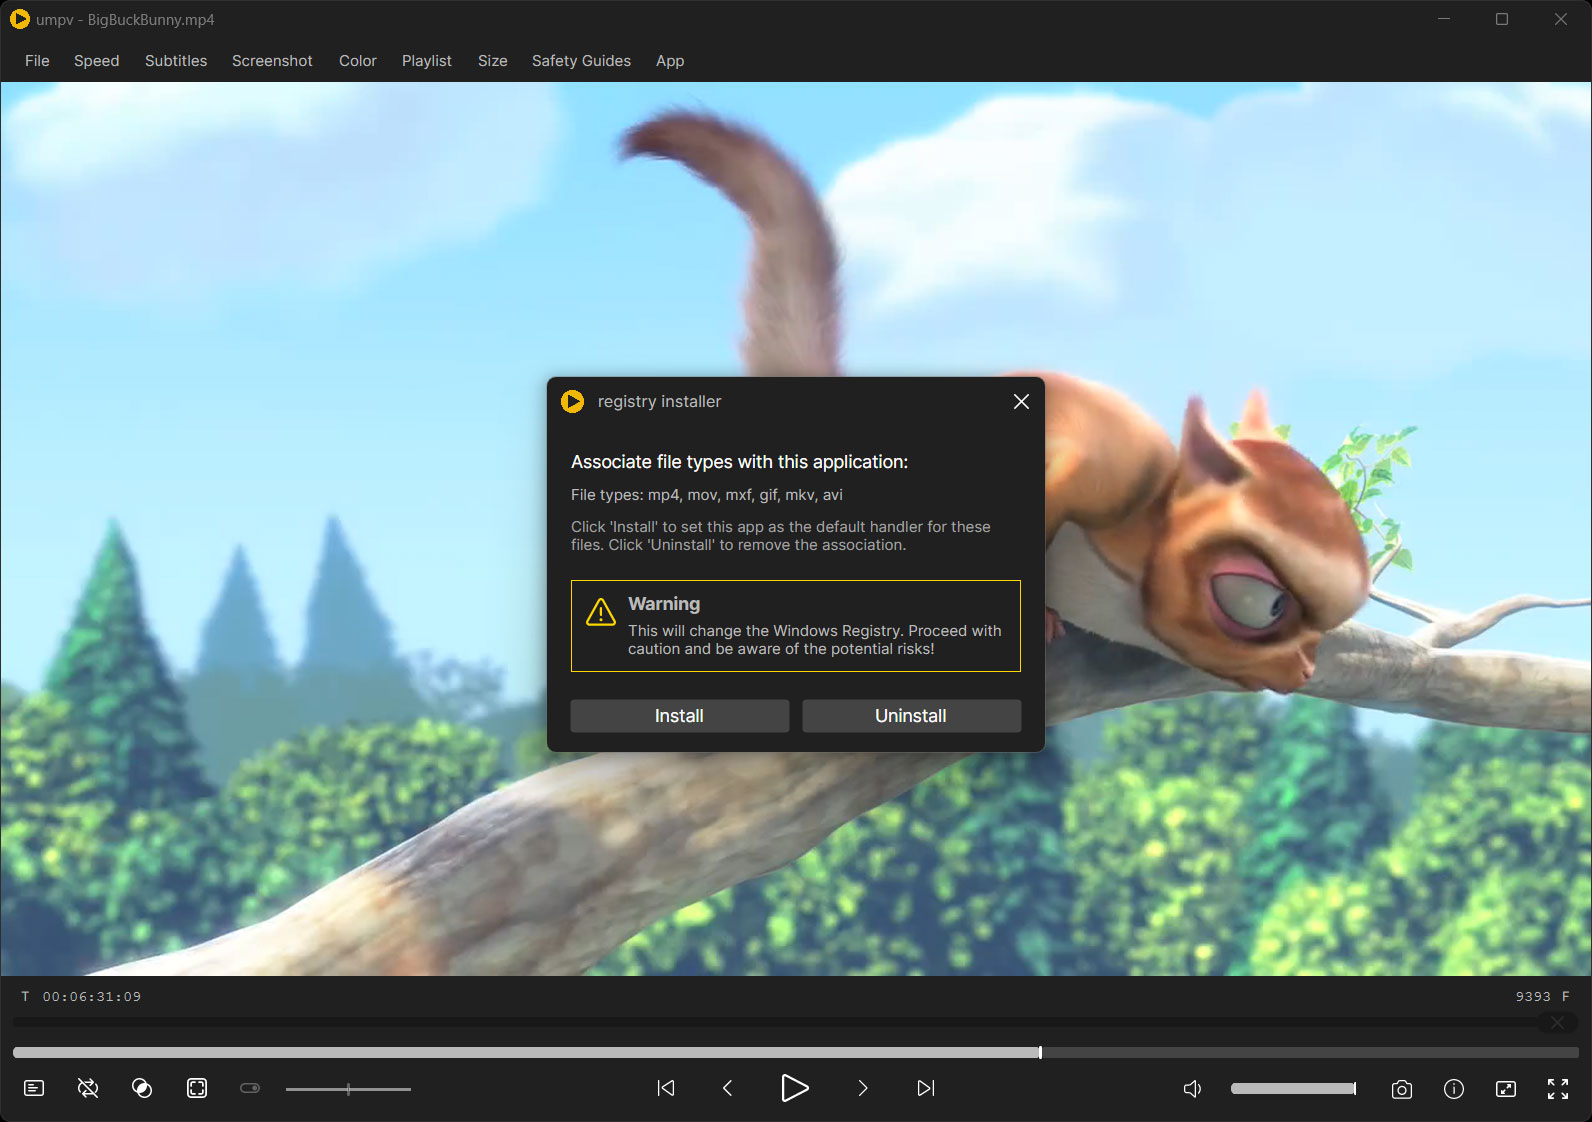 umpv - BigBuckBunny.mp4
File Speed Subtitles Screenshot Color Playlist Size Safety Guides App
registry installer
Associate file types with this application:
File types: mp4, mov, mxf, gif, mkv, avi
Click 'Install' to set this app as the default handler for these
files. Click 'Uninstall' to remove the association.
Warning
This will change the Windows Registry. Proceed with
caution and be aware of the potential risks!
Install Uninstall
T 00:06:31:09 9393 F